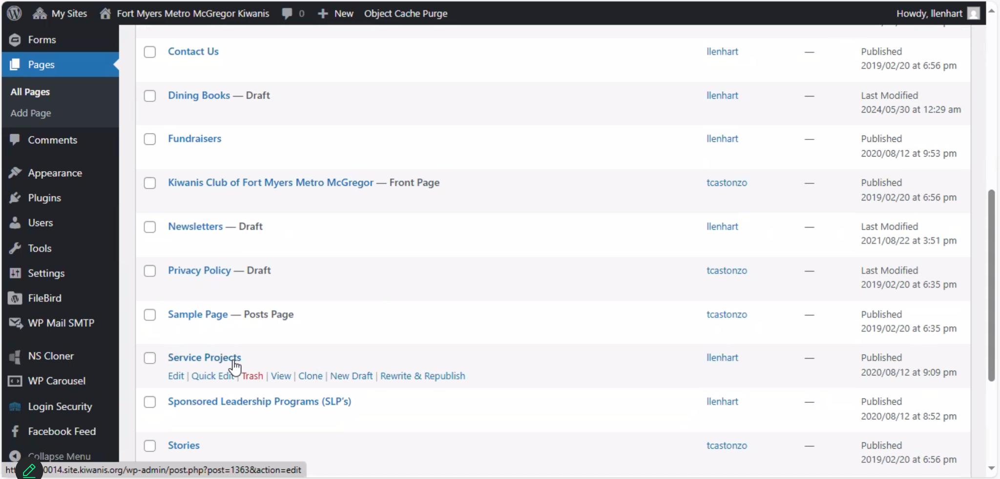 My Sites Fort Myers Metro McGregor Kiwanis 0 New Object Cache Purge Howdy, llenhart
Forms
Pages
All Pages
Add Page
Comments
Appearance
Plugins
Users
Tools
Settings
FileBird
WP Mail SMTP
NS Cloner
WP Carousel
Login Security
Facebook Feed
Collapse Menu
Contact Us llenhart — Published
2019/02/20 at 6:56 pm
Dining Books — Draft llenhart — Last Modified
2024/05/30 at 12:29 am
Fundraisers llenhart — Published
2020/08/12 at 9:53 pm
Kiwanis Club of Fort Myers Metro McGregor — Front Page tcastonzo — Published
2019/02/20 at 6:56 pm
Newsletters — Draft llenhart — Last Modified
2021/08/22 at 3:51 pm
Privacy Policy — Draft tcastonzo — Last Modified
2019/02/20 at 6:35 pm
Sample Page — Posts Page tcastonzo — Published
2019/02/20 at 6:35 pm
Service Projects llenhart — Published
Edit | Quick Edit | Trash | View | Clone | New Draft | Rewrite & Republish 2020/08/12 at 9:09 pm
Sponsored Leadership Programs (SLP's) llenhart — Published
2020/08/12 at 8:52 pm
Stories tcastonzo — Published
2019/02/20 at 6:56 pm
0014.site.kiwanis.org/wp-admin/post.php?post=1363&action=edit